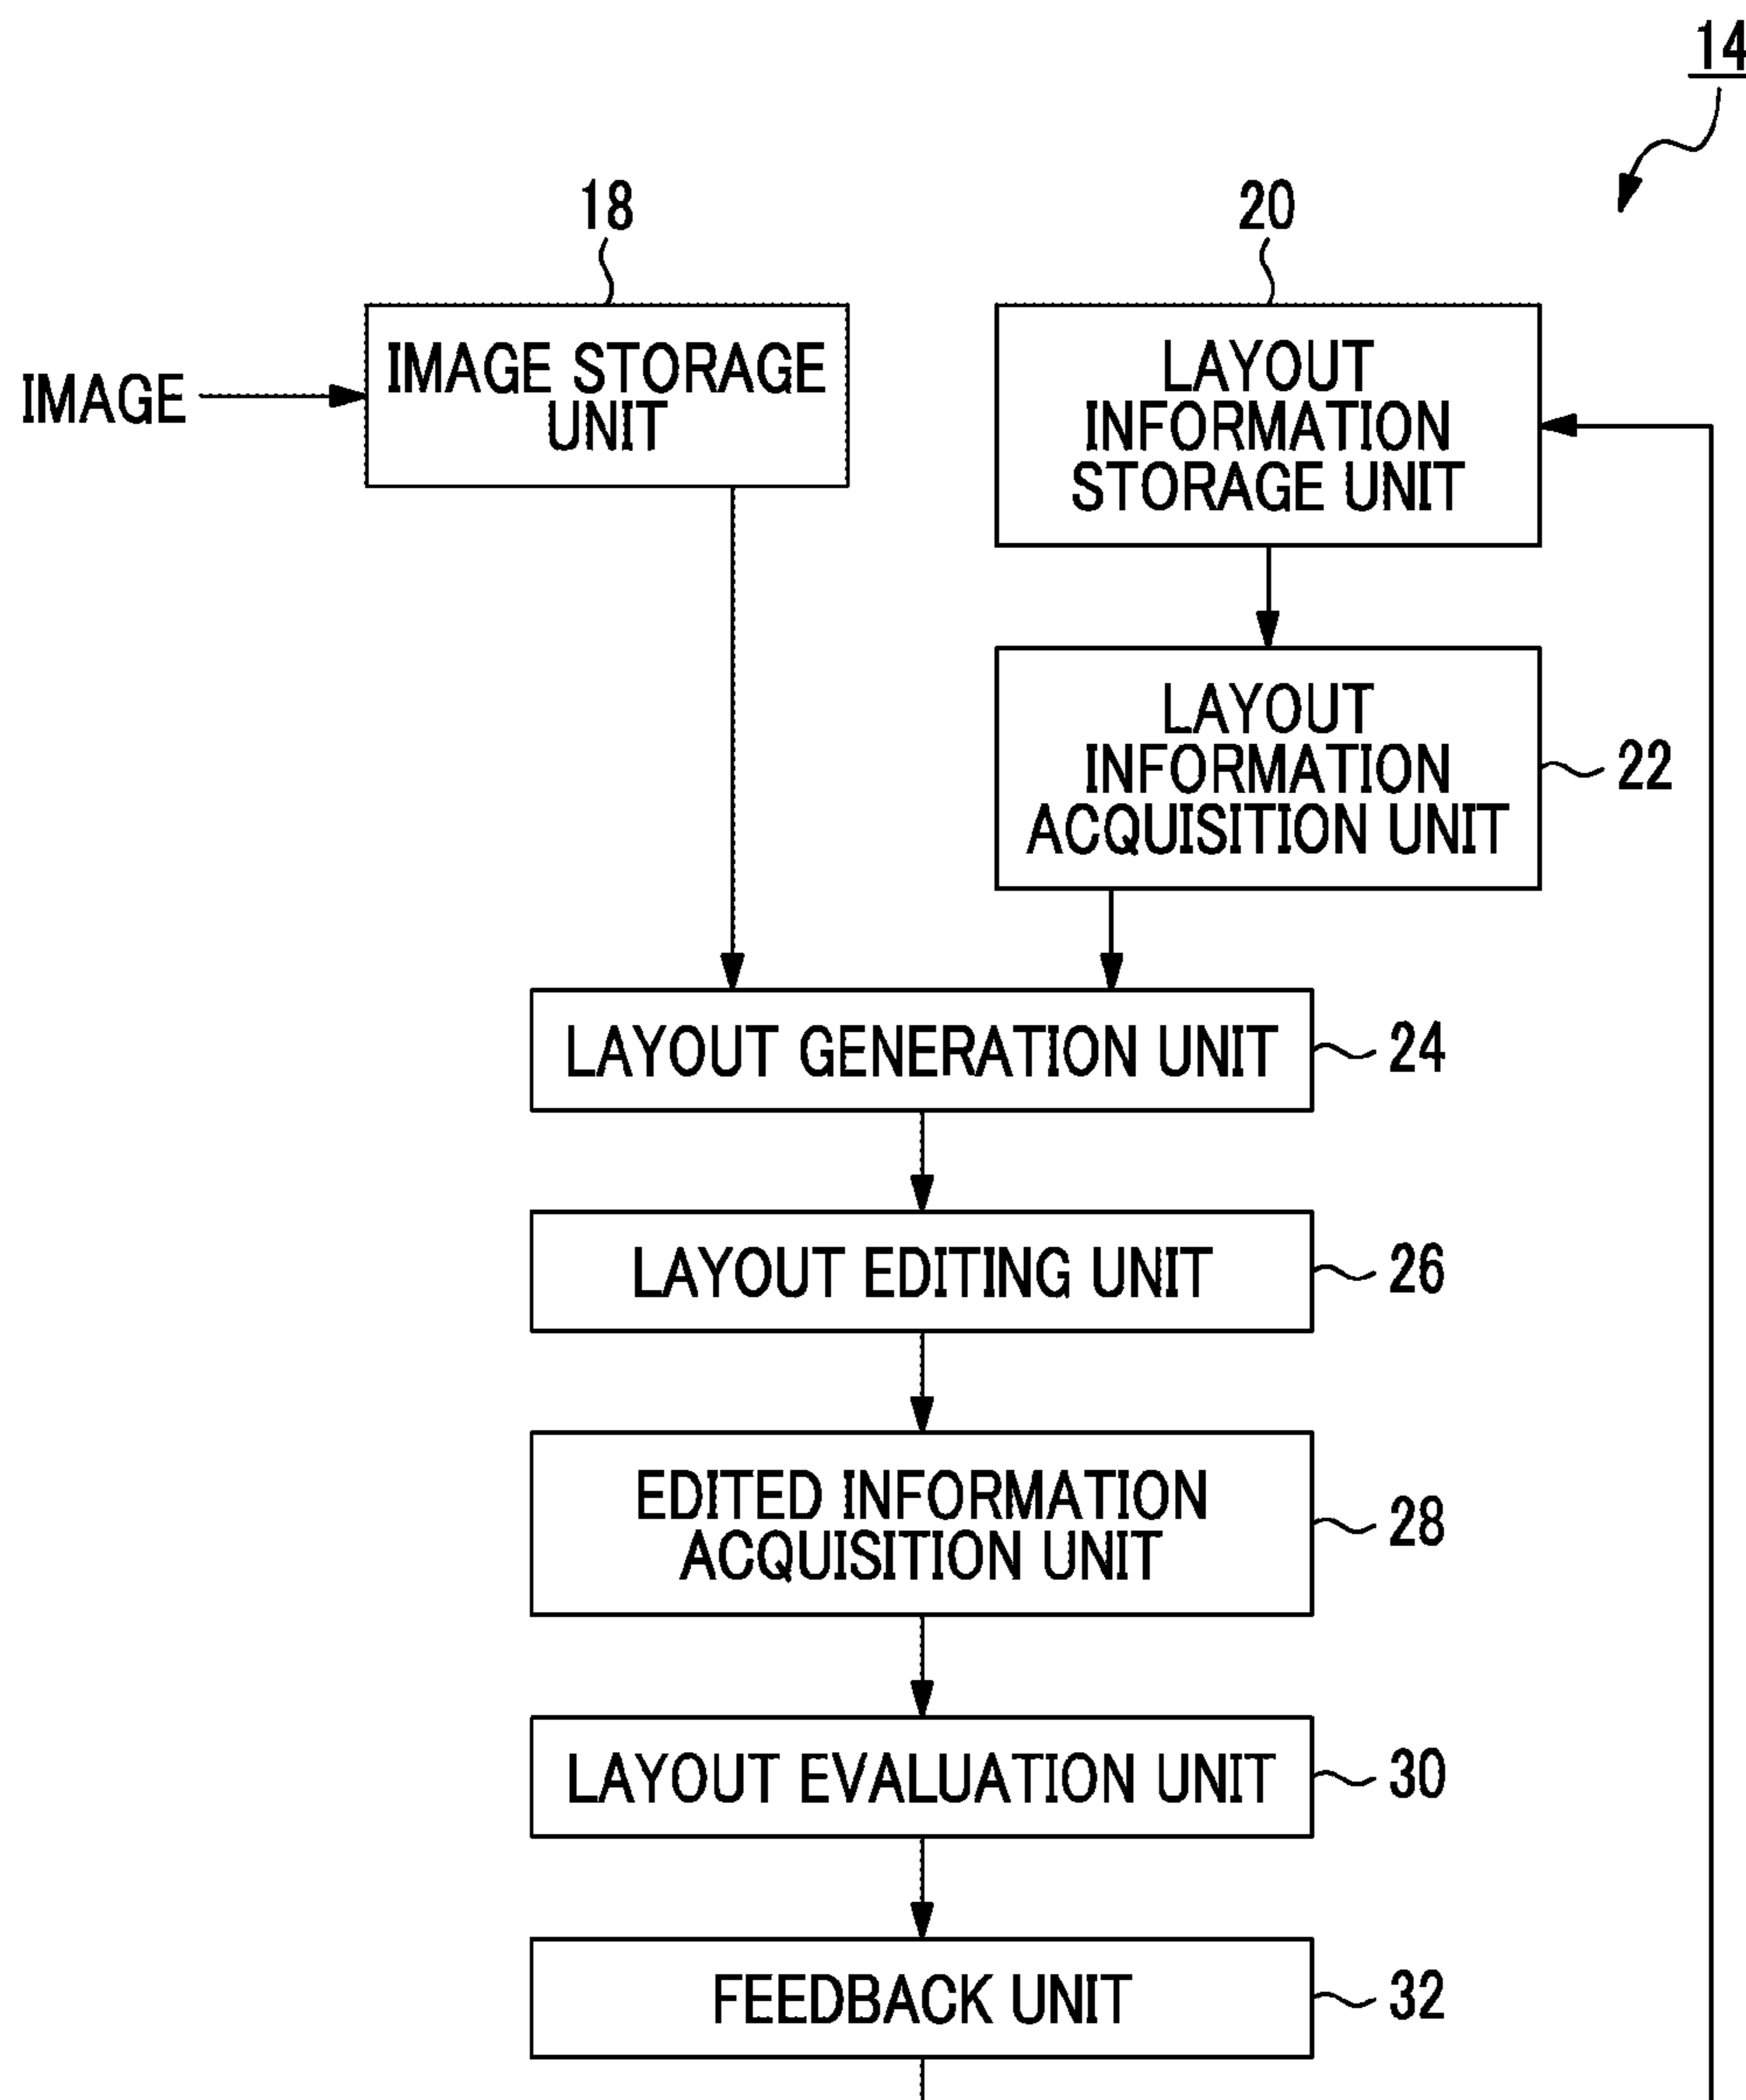 14
18
20
IMAGE
IMAGE STORAGE
UNIT
LAYOUT
INFORMATION
STORAGE UNIT
LAYOUT
INFORMATION
ACQUISITION UNIT
22
LAYOUT GENERATION UNIT
24
LAYOUT EDITING UNIT
26
EDITED INFORMATION
ACQUISITION UNIT
28
LAYOUT EVALUATION UNIT
30
FEEDBACK UNIT
32